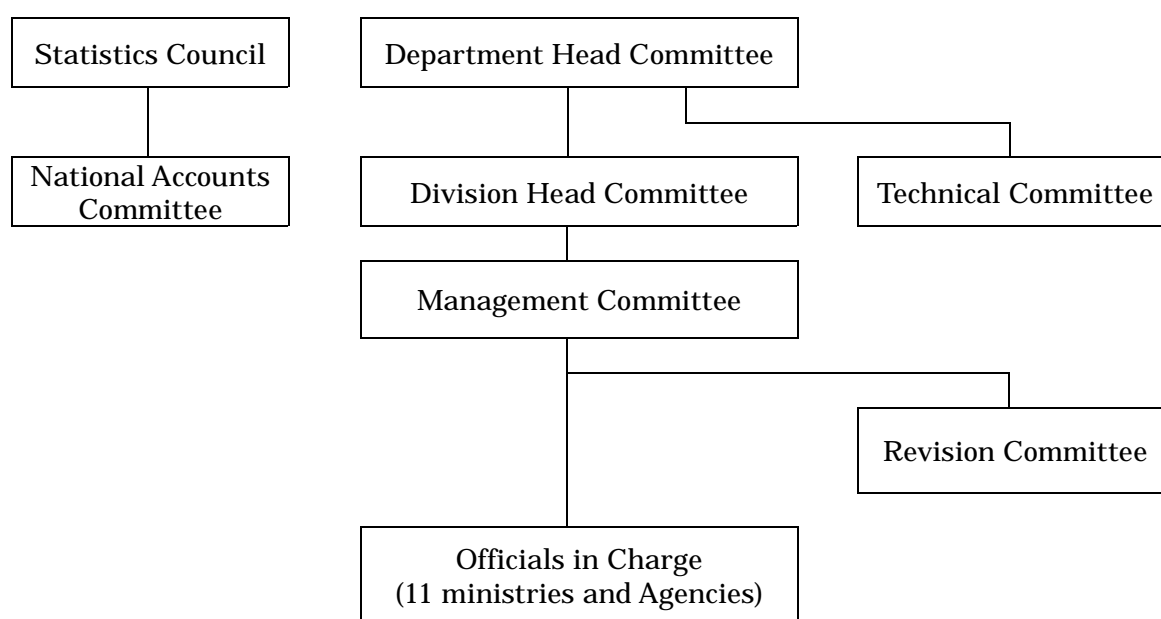 Statistics Council
Department Head Committee
National Accounts
Committee
Division Head Committee
Technical Committee
Management Committee
Revision Committee
Officials in Charge
(11 ministries and Agencies)